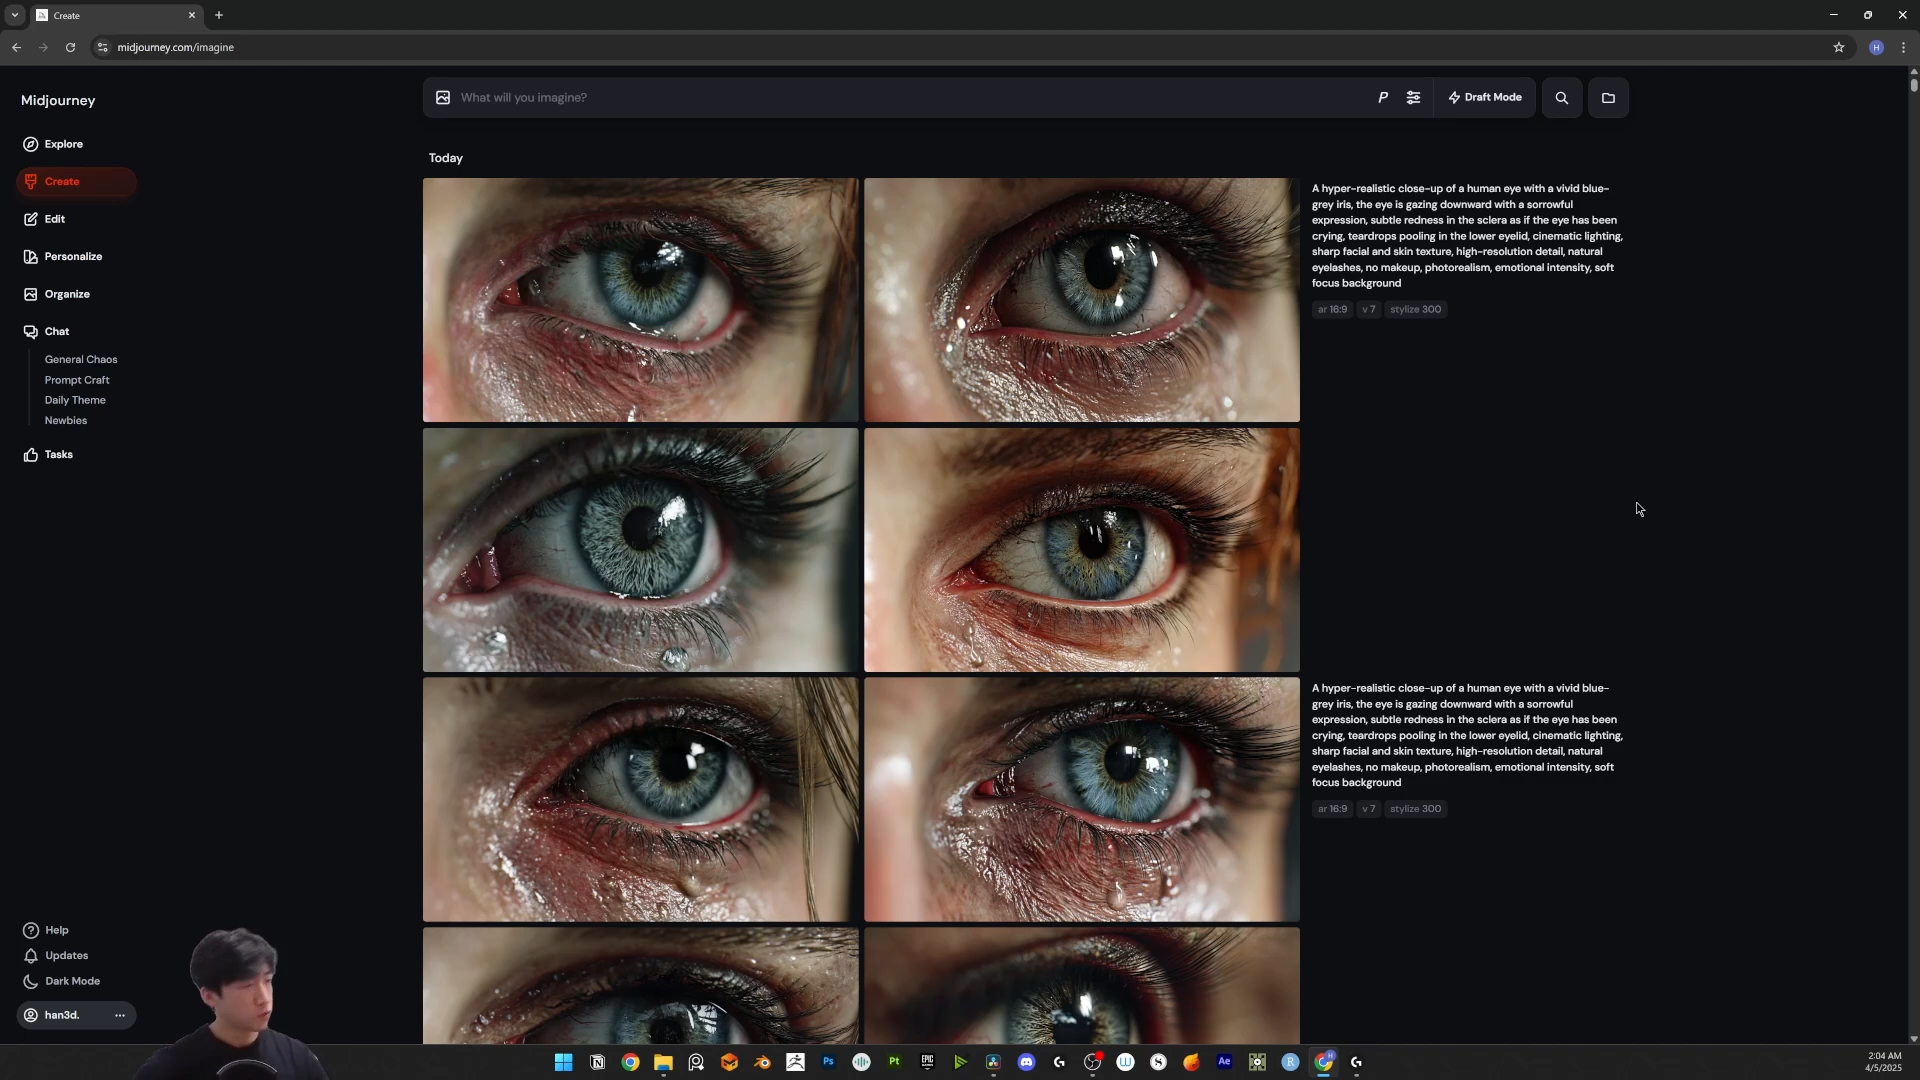 Create
midjourney.com/imagine
H
Midjourney
What will you imagine?
P
Draft Mode
Explore
Create
Edit
Personalize
Organize
Chat
General Chaos
Prompt Craft
Daily Theme
Newbies
Tasks
Today
A hyper-realistic close-up of a human eye with a vivid blue-
grey iris, the eye is gazing downward with a sorrowful
expression, subtle redness in the sclera as if the eye has been
crying, teardrops pooling in the lower eyelid, cinematic lighting,
sharp facial and skin texture, high-resolution detail, natural
eyelashes, no makeup, photorealism, emotional intensity, soft
focus background
ar 16:9 v 7 stylize 300
A hyper-realistic close-up of a human eye with a vivid blue-
grey iris, the eye is gazing downward with a sorrowful
expression, subtle redness in the sclera as if the eye has been
crying, teardrops pooling in the lower eyelid, cinematic lighting,
sharp facial and skin texture, high-resolution detail, natural
eyelashes, no makeup, photorealism, emotional intensity, soft
focus background
ar 16:9 v 7 stylize 300
Help
Updates
Dark Mode
han3d.
Ps
Pt
EPIC
Ae
R
2:04 AM
4/5/2025